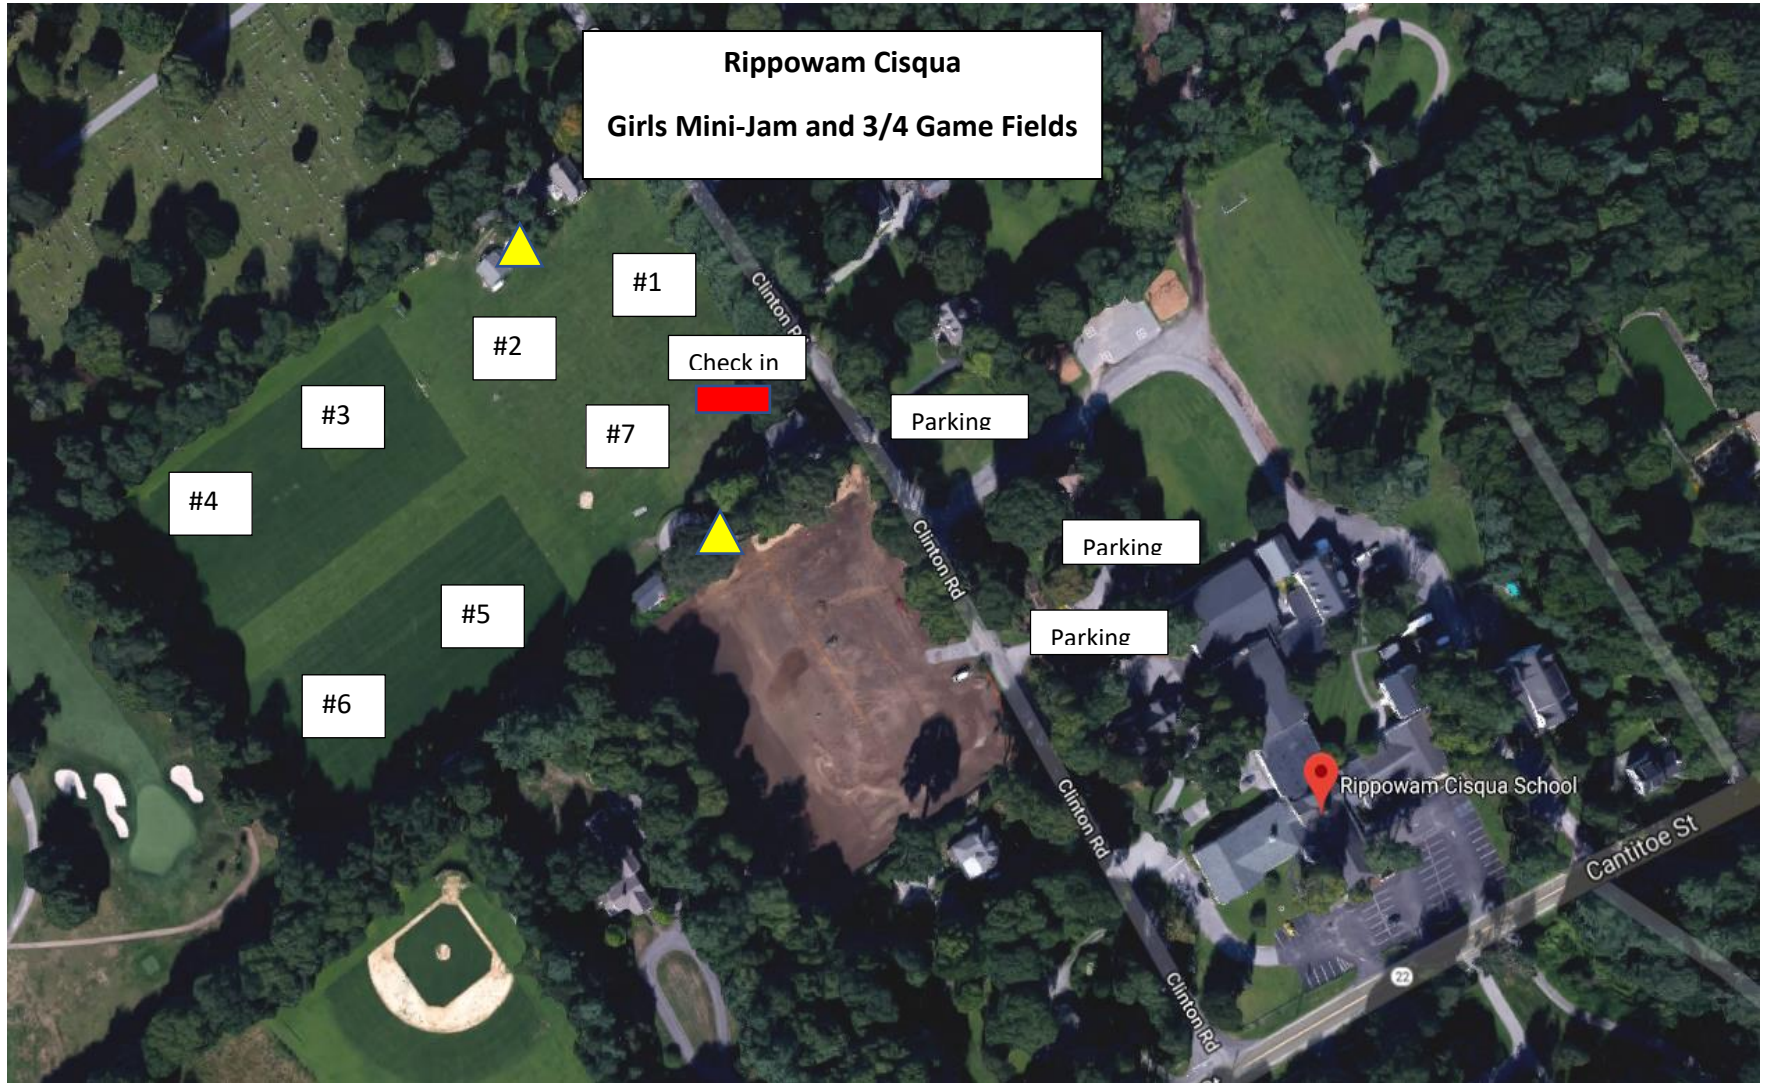 Rippowam Cisqua
Girls Mini-Jam and 3/4 Game Fields
#1
Clinton R
#2
Check in
#3
Parking
#7
#4
Clinton Rd
Parking
#5
Parking
#6
Rippowam Cisqua School
Clinton Rd
Cantitoe St
22
Clinton Rd